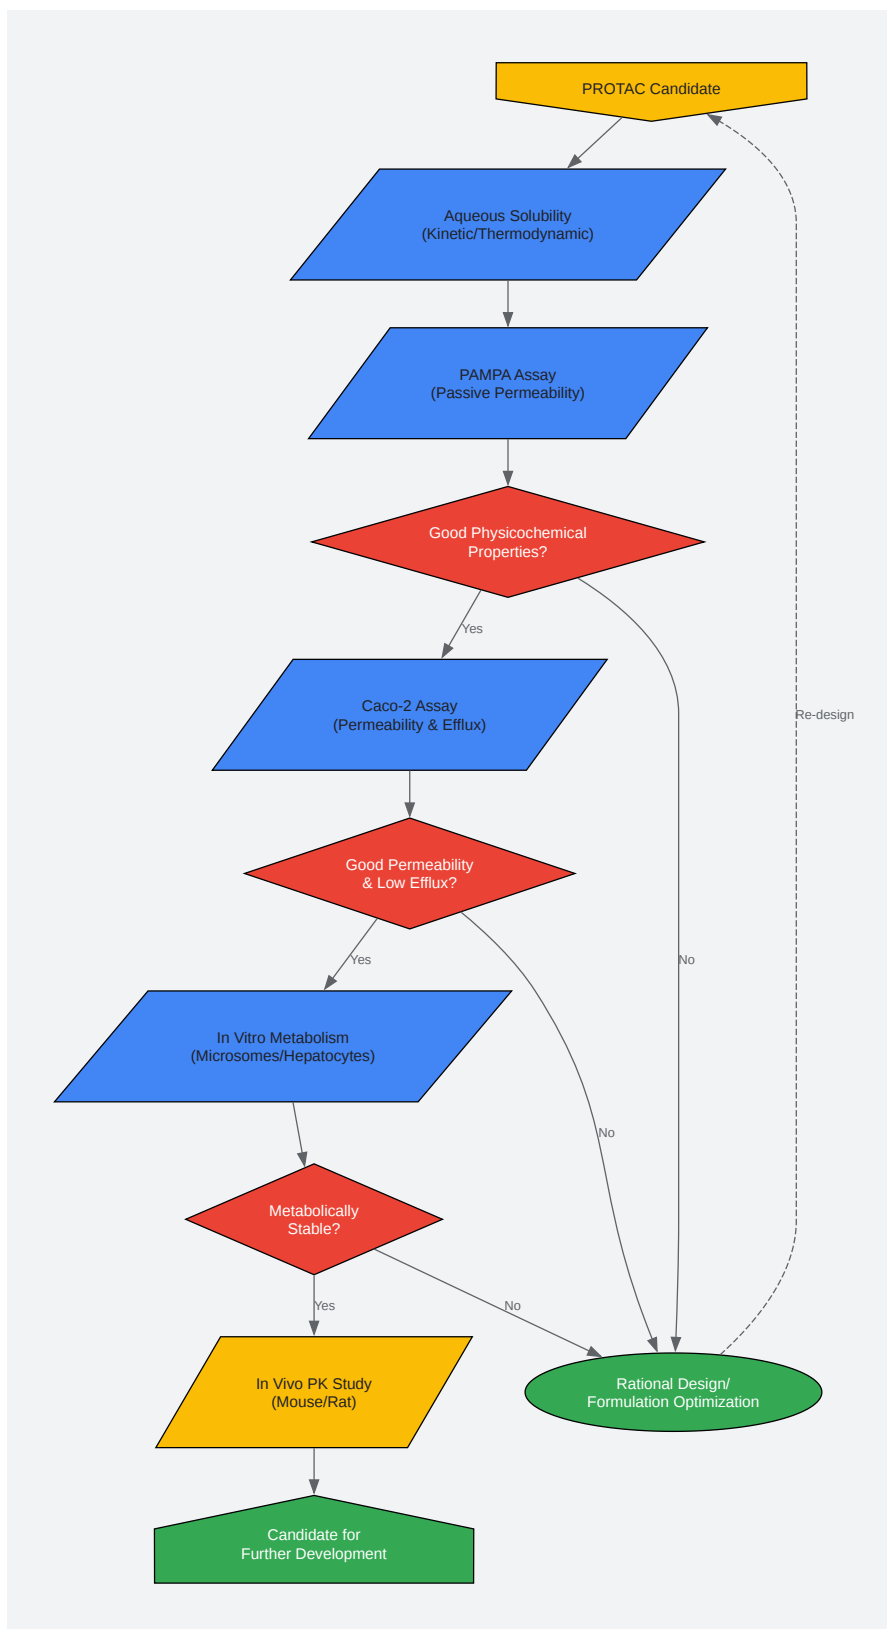 PROTAC Candidate
Aqueous Solubility
(Kinetic/Thermodynamic)
PAMPA Assay
(Passive Permeability)
Good Physicochemical
Properties?
Yes
Caco-2 Assay
(Permeability & Efflux)
Re-design
Good Permeability
& Low Efflux?
Yes
No
In Vitro Metabolism
(Microsomes/Hepatocytes)
No
Metabolically
Stable?
Yes
No
In Vivo PK Study
(Mouse/Rat)
Rational Design/
Formulation Optimization
Candidate for
Further Development